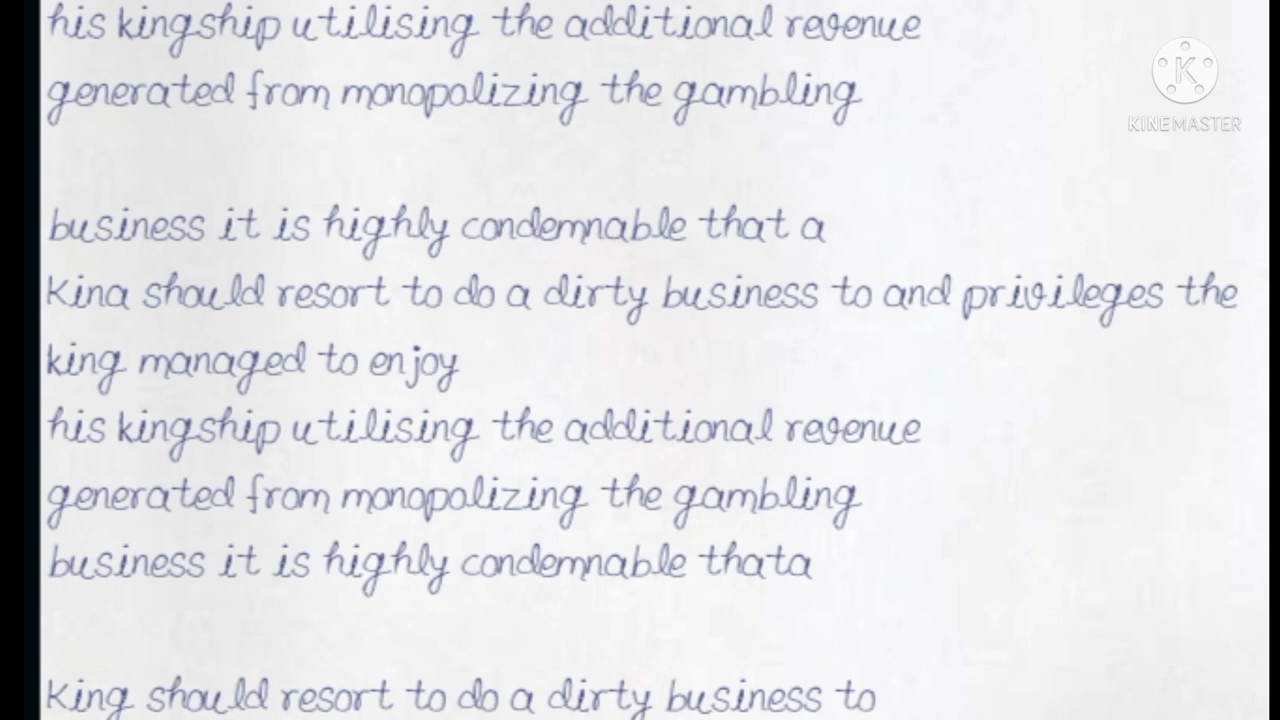 his kingship utilising the additional revenue
generated from monopolizing the gambling
KINEMASTER
business it is highly condemnable that a
Kina should resort to do a dirty business to and privileges the
king managed to enjoy
his kingship utilising the additional revenue
generated from monopolizing the gambling
business it is highly condemnable thata
King should resort to do a dirty business to